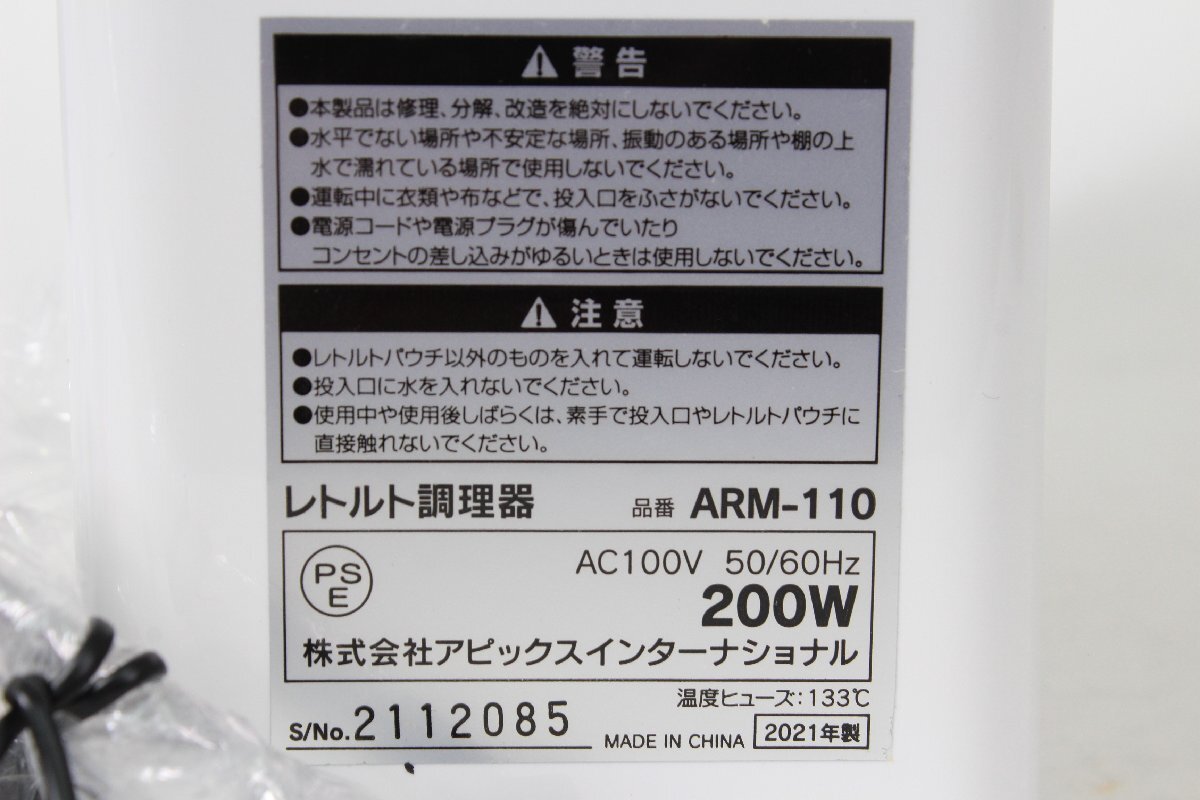 ⚠ 警告
●本製品は修理、分解、改造を絶対にしないでください。
●水平でない場所や不安定な場所、振動のある場所や棚の上
水で濡れている場所で使用しないでください。
●運転中に衣類や布などで、投入口をふさがないでください。
●電源コードや電源プラグが傷んでいたり
コンセントの差し込みがゆるいときは使用しないでください。
⚠ 注意
●レトルトパウチ以外のものを入れて運転しないでください。
●投入口に水を入れないでください。
●使用中や使用後しばらくは、素手で投入口やレトルトパウチに
直接触れないでください。
レトルト調理器 品番 ARM-110
PS
E
AC100V 50/60Hz
200W
株式会社アピックスインターナショナル
温度ヒューズ:133℃
S/No.2112085
MADE IN CHINA 2021年製